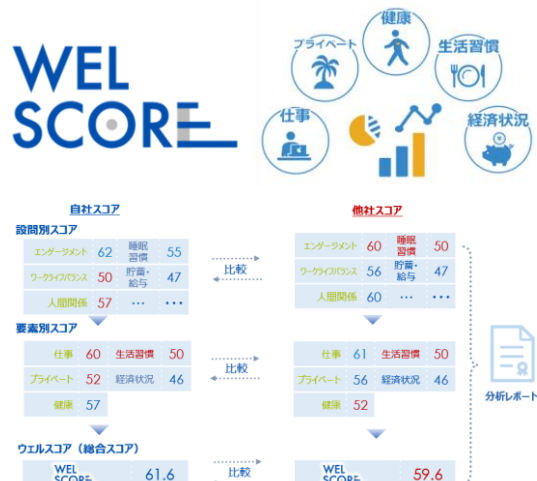 WEL
SCORE
健康
プライベート
生活習慣
仕事
経済状況
自社スコア
他社スコア
設問別スコア
エンゲージメント 62 睡眠習慣 55
ワークライフバランス 50 貯蓄・給与 47
人間関係 57 … …
比較
エンゲージメント 60 睡眠習慣 50
ワークライフバランス 56 貯蓄・給与 47
人間関係 60 … …
要素別スコア
仕事 60 生活習慣 50
プライベート 52 経済状況 46
健康 57
比較
仕事 61 生活習慣 50
プライベート 56 経済状況 46
健康 52
分析レポート
ウェルスコア（総合スコア）
WEL
SCORE
61.6
比較
WEL
SCORE
59.6